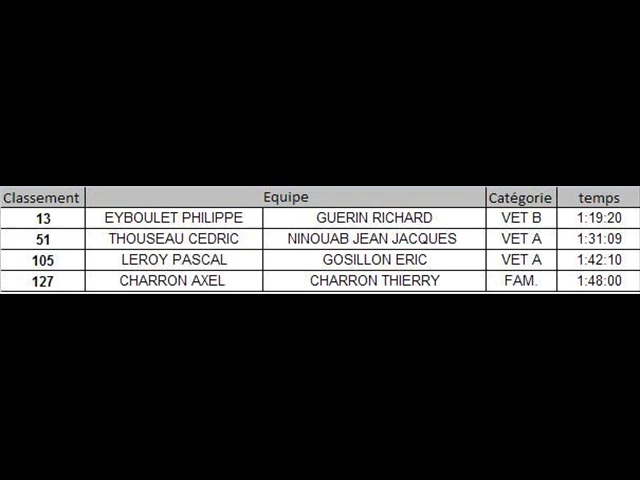 Classement Equipe Catégorie temps
13 EYBOULET PHILIPPE GUERIN RICHARD VET B 1:19:20
51 THOUSEAU CEDRIC NINOUAB JEAN JACQUES VET A 1:31:09
105 LEROY PASCAL GOSILLON ERIC VET A 1:42:10
127 CHARRON AXEL CHARRON THIERRY FAM. 1:48:00